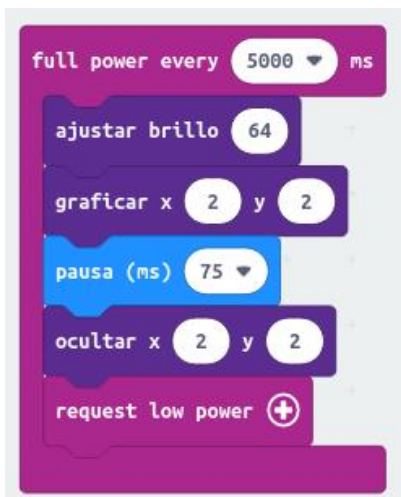 full power every 5000 ms
ajustar brillo 64
graficar x 2 y 2
pausa (ms) 75
ocultar x 2 y 2
request low power